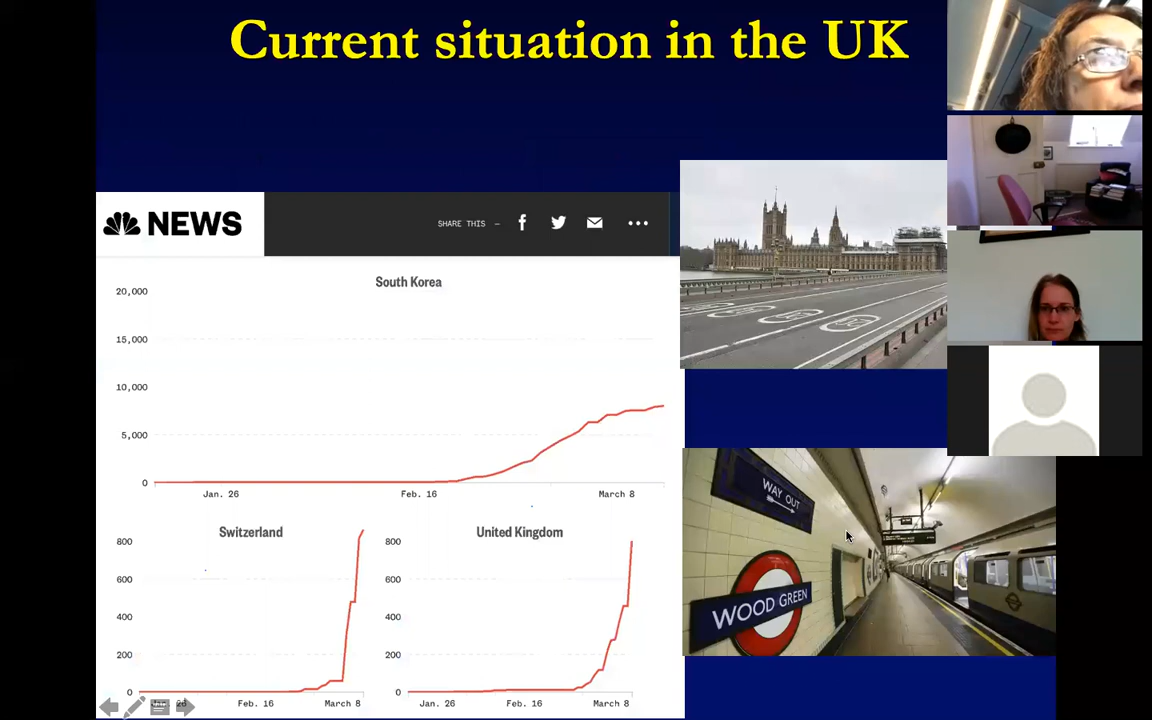 Current situation in the UK
NEWS
SHARE THIS –
South Korea
20,000
15,000
10,000
5,000
0
Jan. 26
Feb. 16
March 8
Switzerland
800
600
400
200
0
Feb. 16
March 8
United Kingdom
800
600
400
200
0
Jan. 26
Feb. 16
March 8
WAY OUT
WOOD GREEN